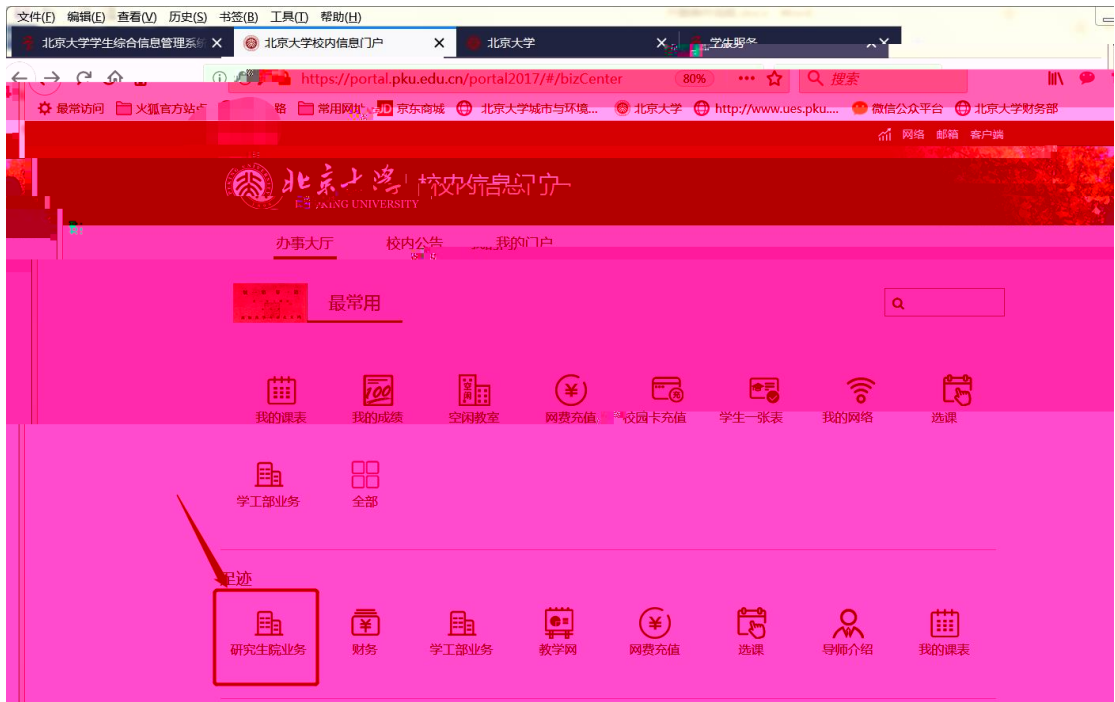 文件(F) 编辑(E) 查看(V) 历史(S) 书签(B) 工具(T) 帮助(H)
北京大学学生综合信息管理系统 北京大学校内信息门户 北京大学 学生服务
https://portal.pku.edu.cn/portal2017/#/bizCenter 80% 搜索
最常访问 火狐官方站点 常用网址 JD 京东商城 北京大学城市与环境... 北京大学 http://www.ues.pku.... 微信公众平台 北京大学财务部
网络 邮箱 客户端
北京大学 校内信息门户
PEKING UNIVERSITY
办事大厅 校内公告 我的门户
最常用
我的课表 我的成绩 空闲教室 网费充值 校园卡充值 学生一张表 我的网络 选课
学工部业务 全部
足迹
研究生院业务 财务 学工部业务 教学网 网费充值 选课 导师介绍 我的课表